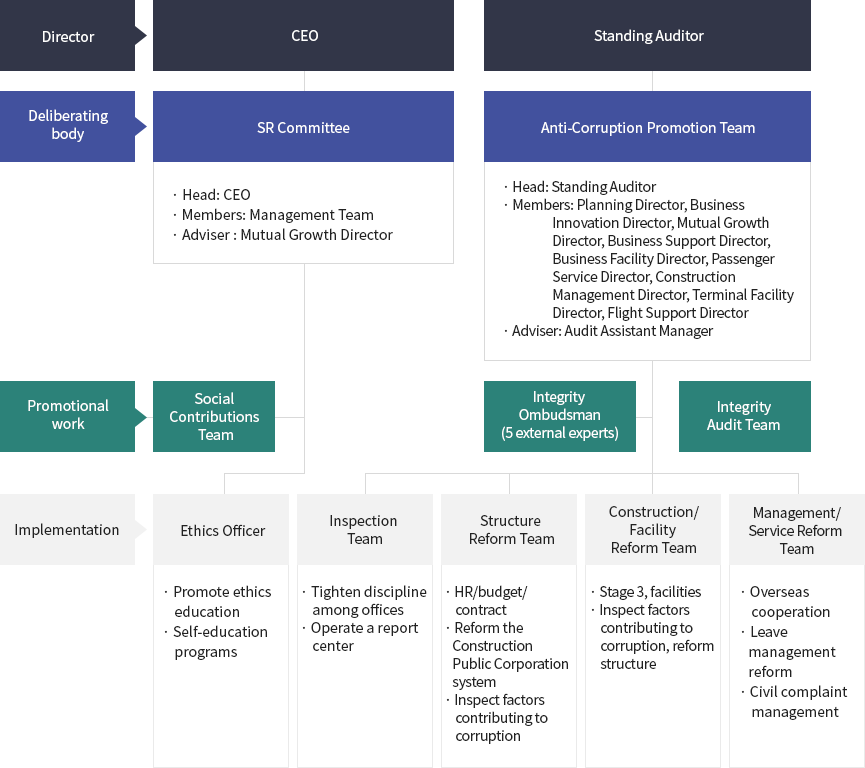 Director
CEO
Standing Auditor
Deliberating
body
SR Committee
Anti-Corruption Promotion Team
· Head: CEO
· Members: Management Team
· Adviser : Mutual Growth Director
· Head: Standing Auditor
· Members: Planning Director, Business
Innovation Director, Mutual Growth
Director, Business Support Director,
Business Facility Director, Passenger
Service Director, Construction
Management Director, Terminal Facility
Director, Flight Support Director
· Adviser: Audit Assistant Manager
Promotional
work
Social
Contributions
Team
Integrity
Ombudsman
(5 external experts)
Integrity
Audit Team
Implementation
Ethics Officer
Inspection
Team
Structure
Reform Team
Construction/
Facility
Reform Team
Management/
Service Reform
Team
· Promote ethics
education
· Self-education
programs
· Tighten discipline
among offices
· Operate a report
center
· HR/budget/
contract
· Reform the
Construction
Public Corporation
system
· Inspect factors
contributing to
corruption
· Stage 3, facilities
· Inspect factors
contributing to
corruption, reform
structure
· Overseas
cooperation
· Leave
management
reform
· Civil complaint
management